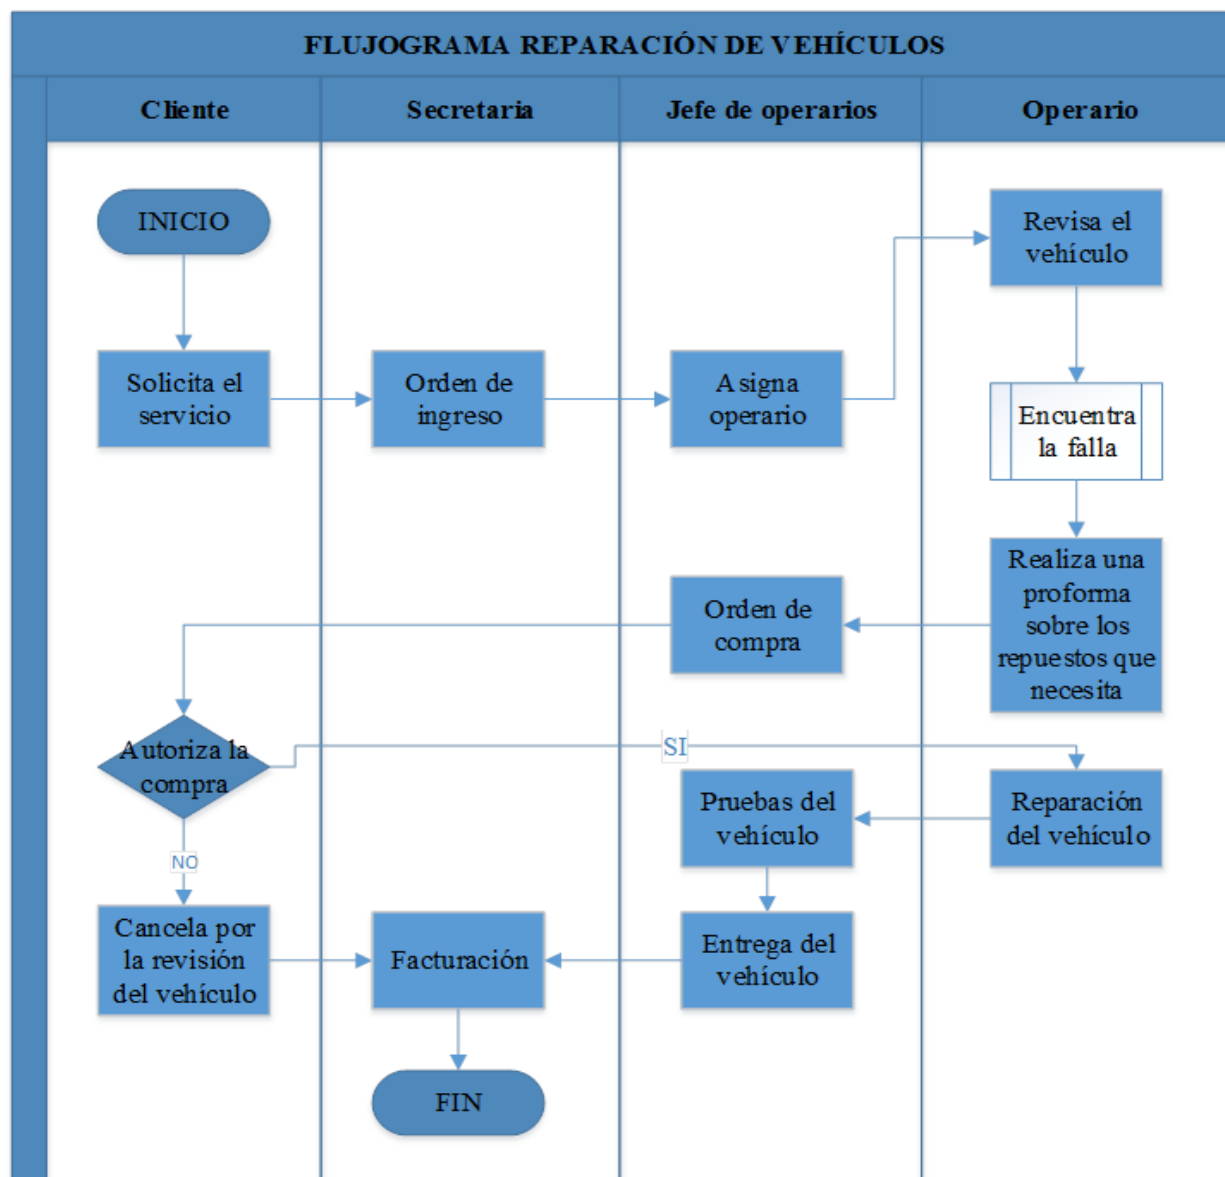 FLUJOGRAMA REPARACIÓN DE VEHÍCULOS
Cliente
Secretaria
Jefe de operarios
Operario
INICIO
Revisa el
vehículo
Solicita el
servicio
Orden de
ingreso
Asigna
operario
Encuentra
la falla
Realiza una
proforma
sobre los
repuestos que
necesita
Orden de
compra
Autoriza la
compra
SI
NO
Reparación
del vehículo
Pruebas del
vehículo
Cancela por
la revisión
del vehículo
Facturación
Entrega del
vehículo
FIN